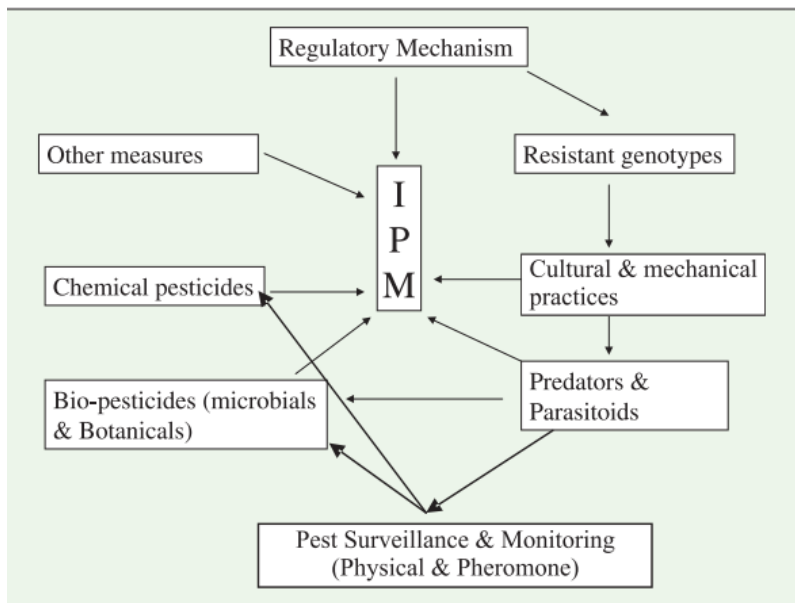 Regulatory Mechanism
Other measures
Resistant genotypes
I
P
M
Chemical pesticides
Cultural & mechanical
practices
Bio-pesticides (microbials
& Botanicals)
Predators &
Parasitoids
Pest Surveillance & Monitoring
(Physical & Pheromone)